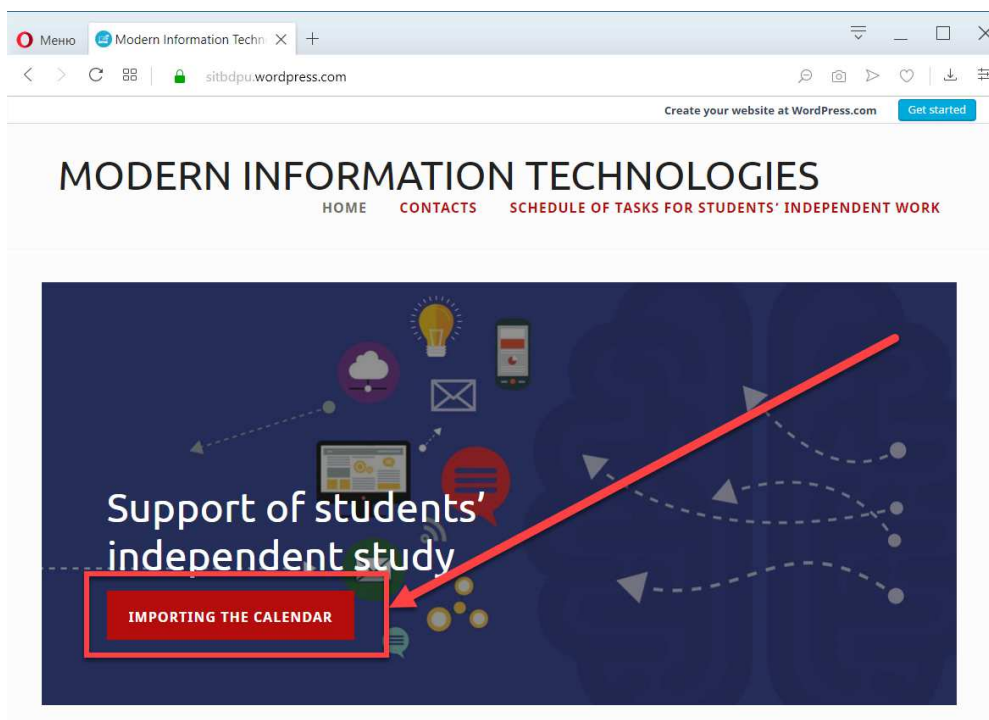 Меню
Modern Information Techn
sitbdpu.wordpress.com
Create your website at WordPress.com
Get started
MODERN INFORMATION TECHNOLOGIES
HOME CONTACTS SCHEDULE OF TASKS FOR STUDENTS' INDEPENDENT WORK
Support of students'
independent study
IMPORTING THE CALENDAR